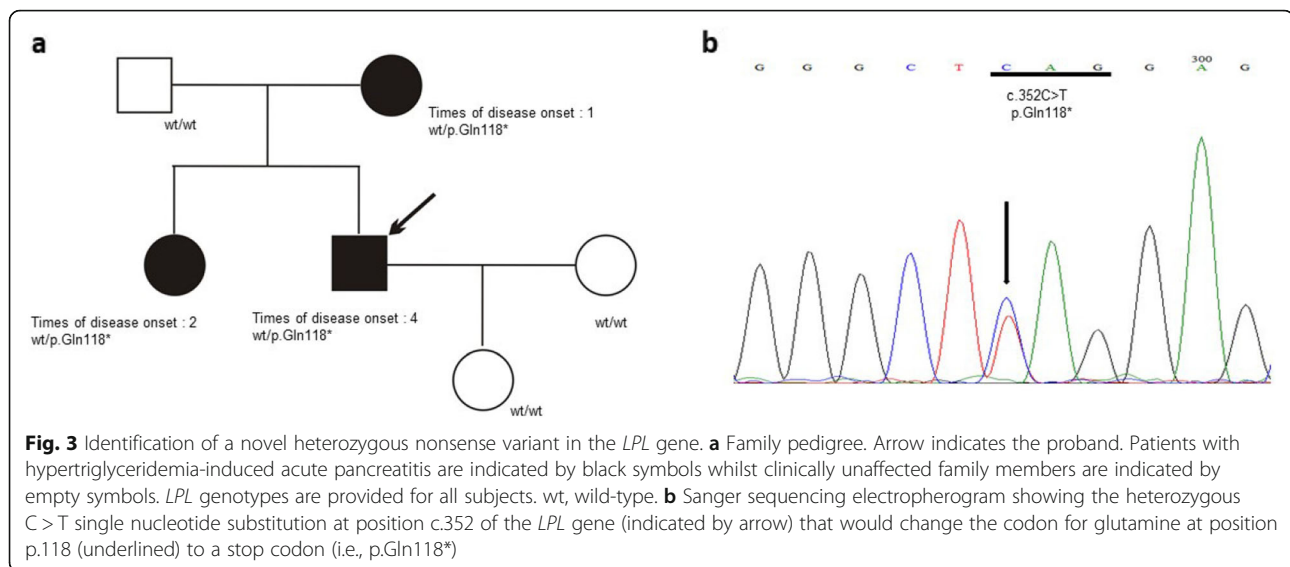 a
wt/wt
Times of disease onset : 1
wt/p.Gln118*
Times of disease onset : 2
wt/p.Gln118*
Times of disease onset : 4
wt/p.Gln118*
wt/wt
wt/wt
b
300
G G G C T C A G G A G
c.352C>T
p.Gln118*
Fig. 3 Identification of a novel heterozygous nonsense variant in the LPL gene. a Family pedigree. Arrow indicates the proband. Patients with
hypertriglyceridemia-induced acute pancreatitis are indicated by black symbols whilst clinically unaffected family members are indicated by
empty symbols. LPL genotypes are provided for all subjects. wt, wild-type. b Sanger sequencing electropherogram showing the heterozygous
C > T single nucleotide substitution at position c.352 of the LPL gene (indicated by arrow) that would change the codon for glutamine at position
p.118 (underlined) to a stop codon (i.e., p.Gln118*)